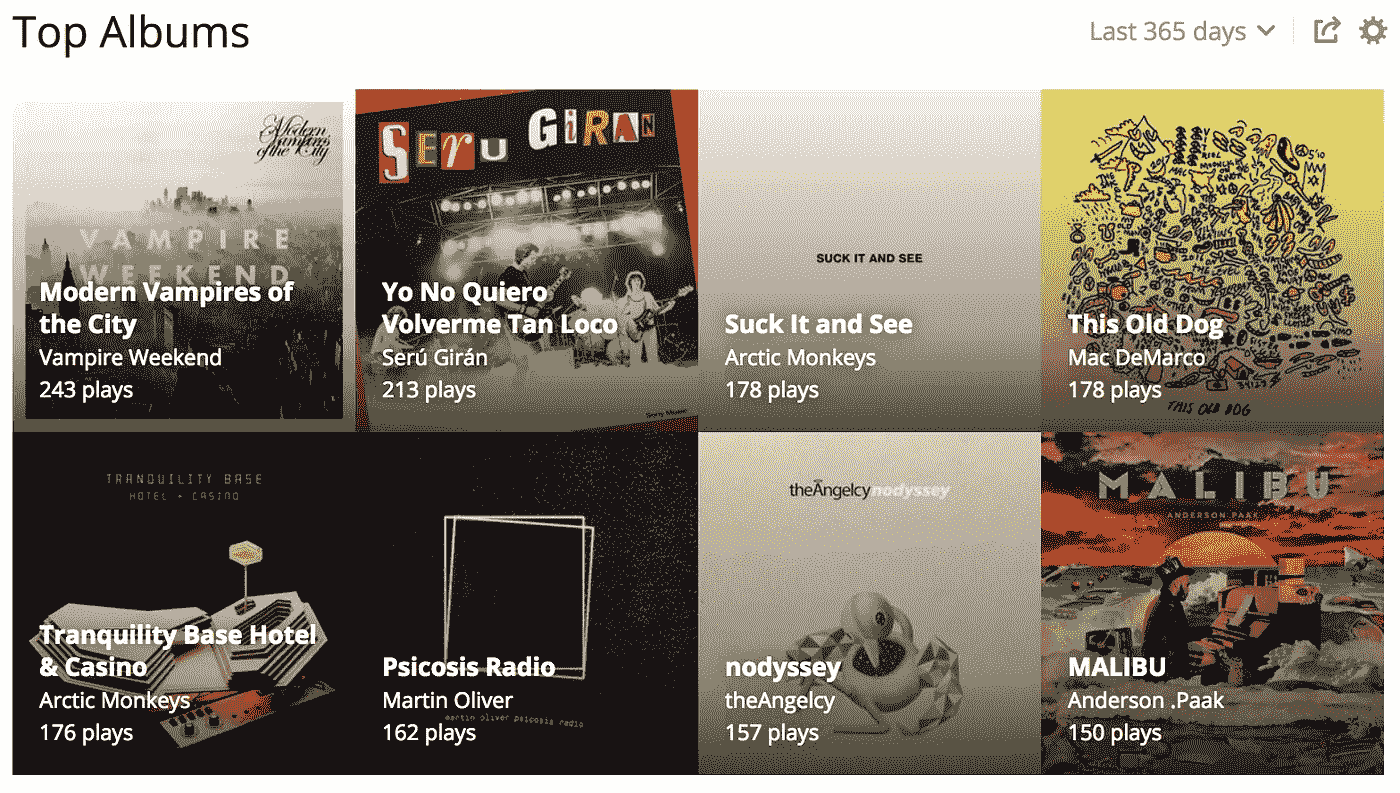 Top Albums
Last 365 days
Modern
Vampires
of the City
VAMPIRE
WEEKEND
Modern Vampires of
the City
Vampire Weekend
243 plays
SERU GIRAN
Yo No Quiero
Volverme Tan Loco
Serú Girán
213 plays
Sony Music
SUCK IT AND SEE
Suck It and See
Arctic Monkeys
178 plays
This Old Dog
Mac DeMarco
178 plays
THIS OLD DOG
TRANQUILITY BASE
HOTEL + CASINO
Tranquility Base Hotel
& Casino
Arctic Monkeys
176 plays
Psicosis Radio
Martin Oliver
martin oliver psicosis radio
162 plays
theAngelcy nodyssey
nodyssey
theAngelcy
157 plays
MALIBU
ANDERSON .PAAK
MALIBU
Anderson .Paak
150 plays